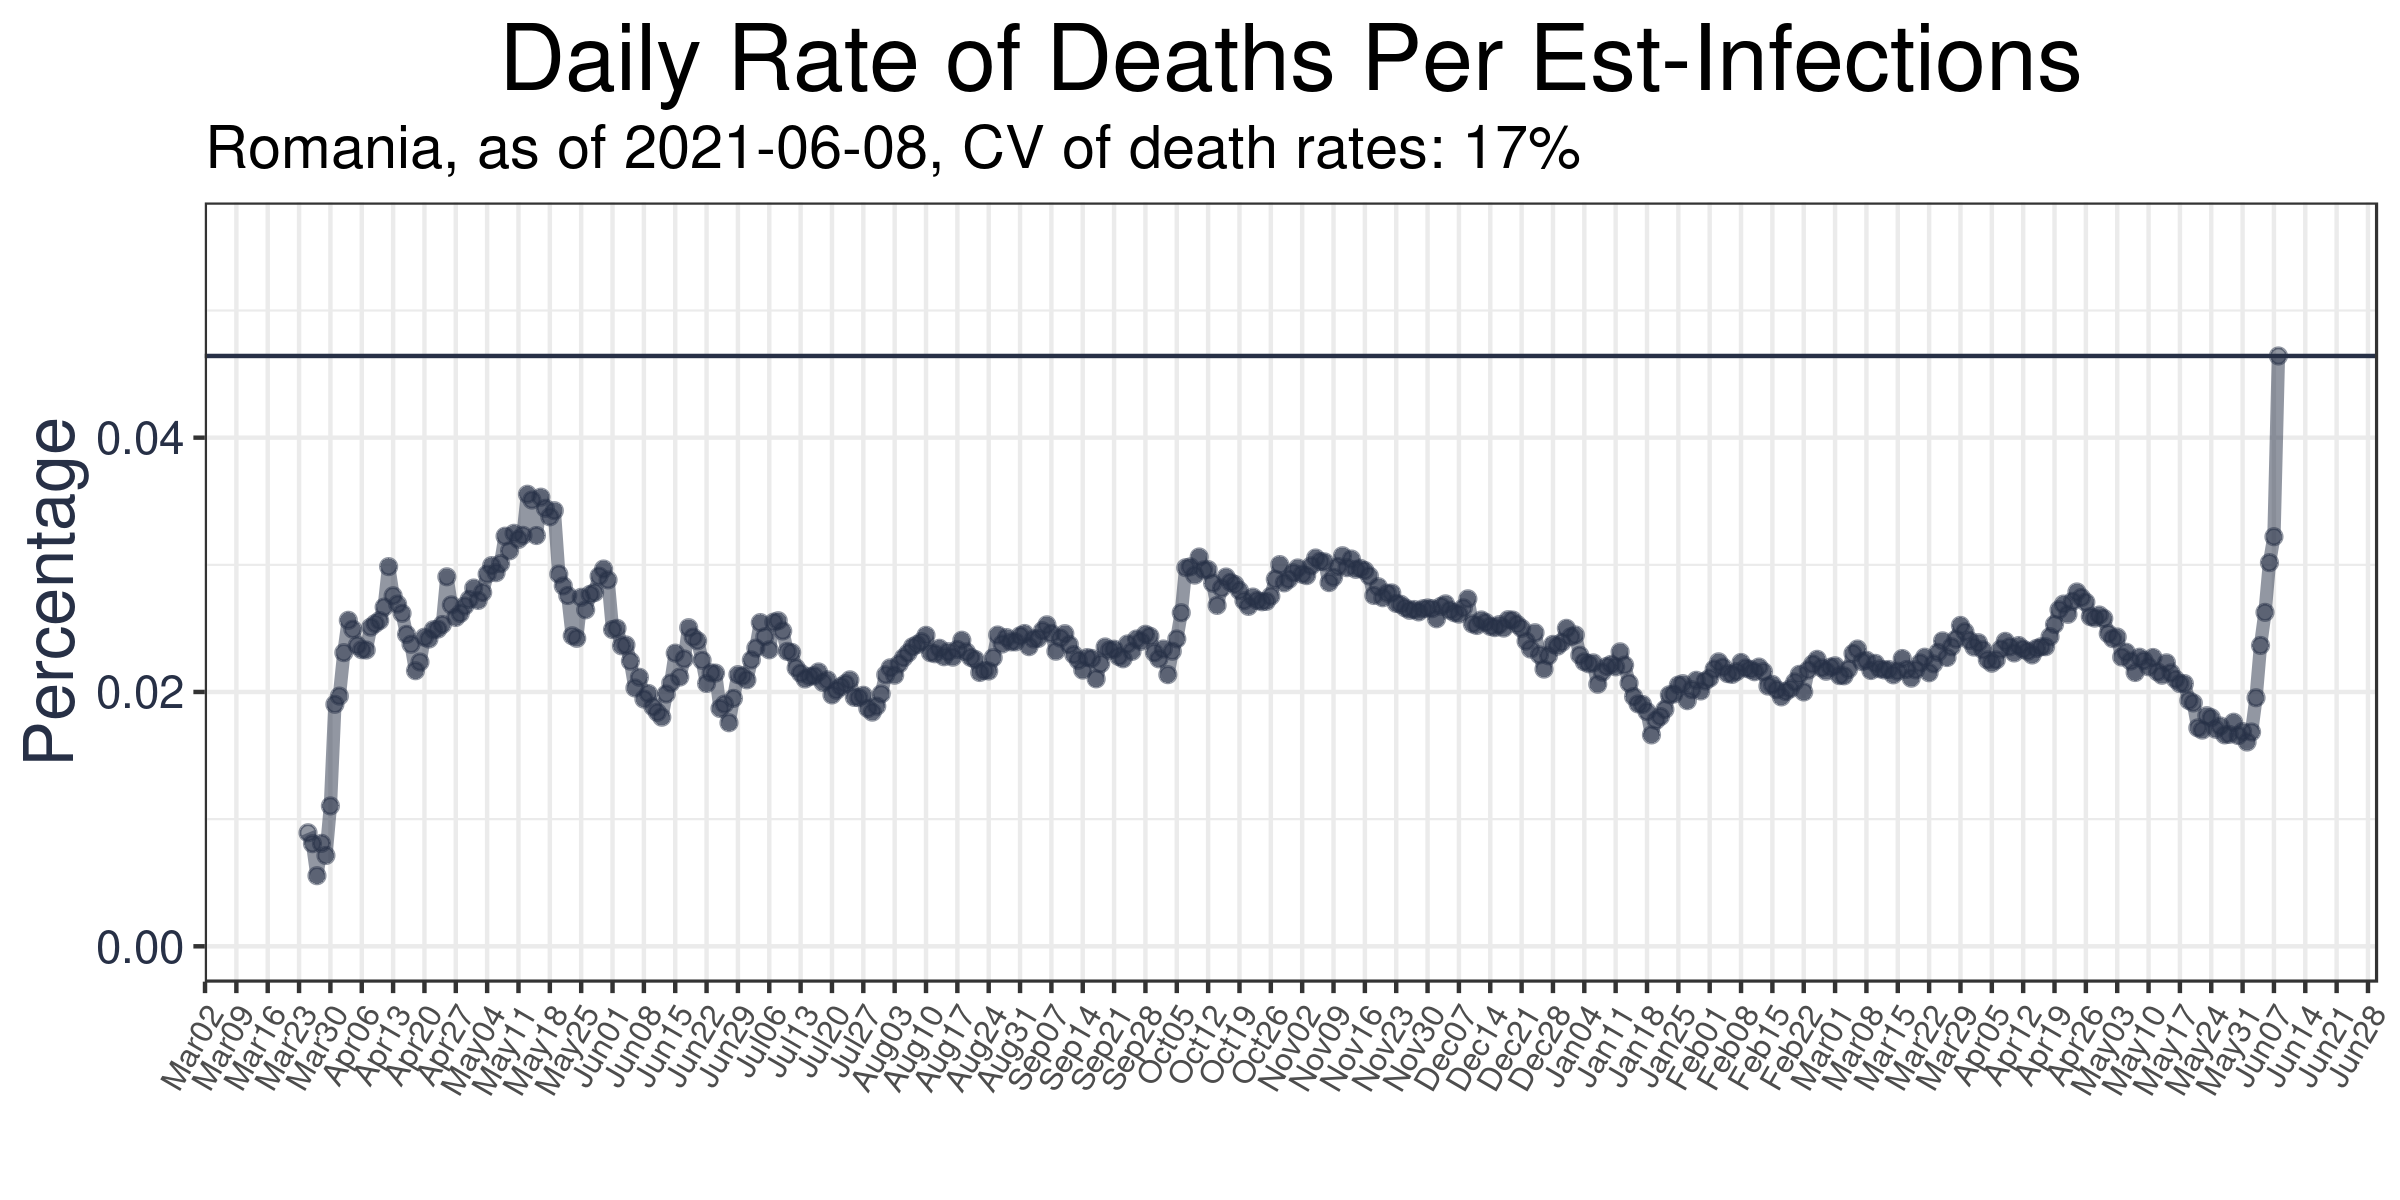 Daily Rate of Deaths Per Est-Infections
Romania, as of 2021-06-08, CV of death rates: 17%
Percentage
0.04
0.02
0.00
Mar02
Mar09
Mar16
Mar23
Mar30
Apr06
Apr13
Apr20
Apr27
May04
May11
May18
May25
Jun01
Jun08
Jun15
Jun22
Jun29
Jul06
Jul13
Jul20
Jul27
Aug03
Aug10
Aug17
Aug24
Aug31
Sep07
Sep14
Sep21
Sep28
Oct05
Oct12
Oct19
Oct26
Nov02
Nov09
Nov16
Nov23
Nov30
Dec07
Dec14
Dec21
Dec28
Jan04
Jan11
Jan18
Jan25
Feb01
Feb08
Feb15
Feb22
Mar01
Mar08
Mar15
Mar22
Mar29
Apr05
Apr12
Apr19
Apr26
May03
May10
May17
May24
May31
Jun07
Jun14
Jun21
Jun28